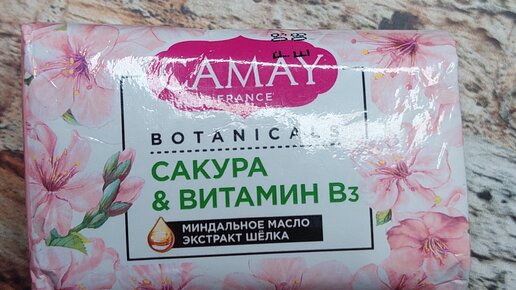 CAMAY
FRANCE
BOTANICALS
САКУРА
& ВИТАМИН B3
МИНДАЛЬНОЕ МАСЛО
ЭКСТРАКТ ШЁЛКА